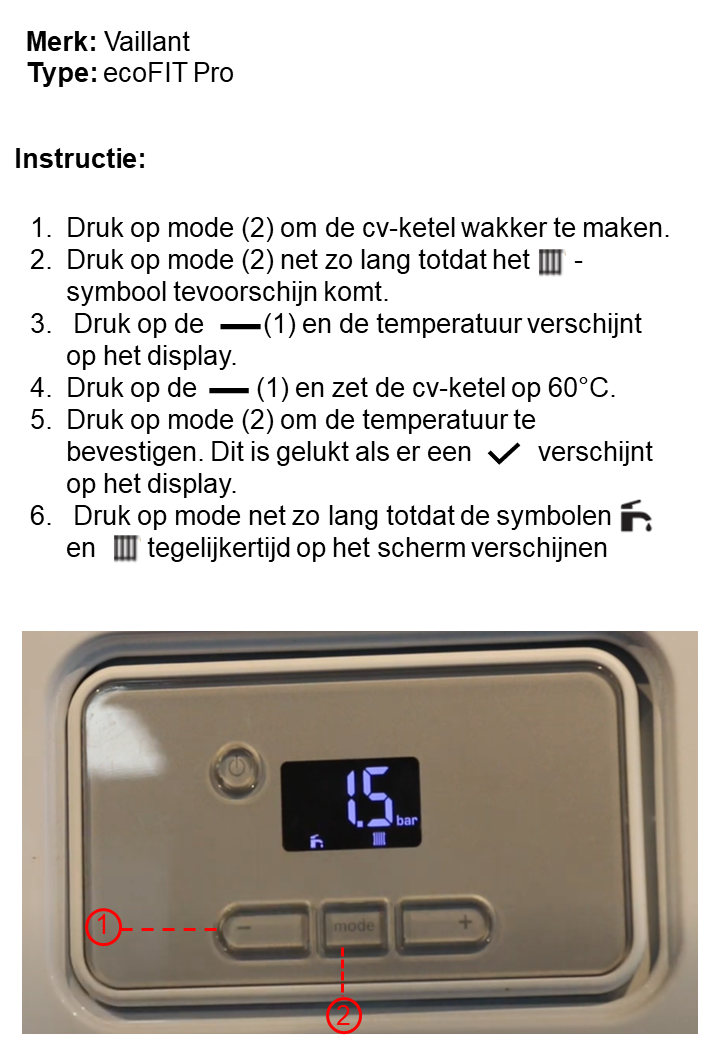 Merk: Vaillant
Type: ecoFIT Pro
Instructie:
1. Druk op mode (2) om de cv-ketel wakker te maken.
2. Druk op mode (2) net zo lang totdat het -
symbool tevoorschijn komt.
3. Druk op de (1) en de temperatuur verschijnt
op het display.
4. Druk op de (1) en zet de cv-ketel op 60°C.
5. Druk op mode (2) om de temperatuur te
bevestigen. Dit is gelukt als er een ✓ verschijnt
op het display.
6. Druk op mode net zo lang totdat de symbolen
en tegelijkertijd op het scherm verschijnen
1.5 bar
1 - mode +
2